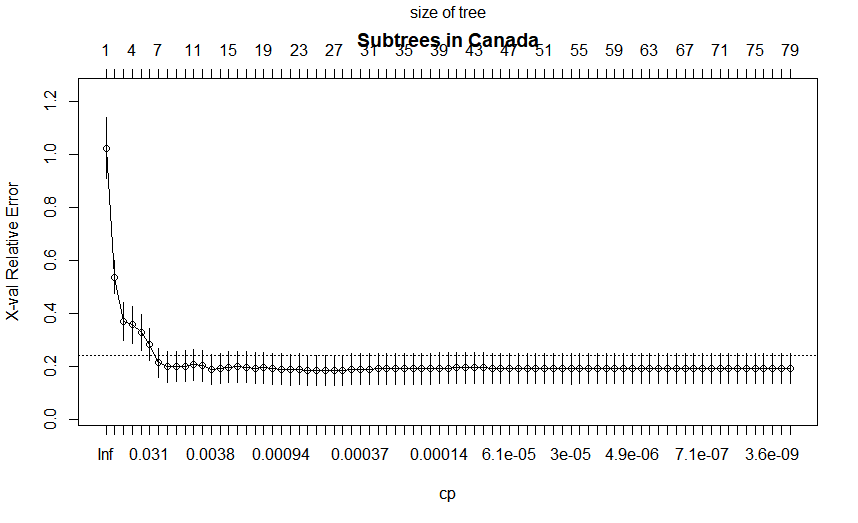 size of tree
Subtrees in Canada
1 4 7 11 15 19 23 27 31 35 39 43 47 51 55 59 63 67 71 75 79
X-val Relative Error
1.2
1.0
0.8
0.6
0.4
0.2
0.0
Inf 0.031 0.0038 0.00094 0.00037 0.00014 6.1e-05 3e-05 4.9e-06 7.1e-07 3.6e-09
cp